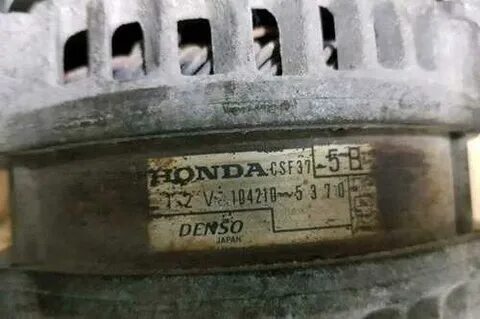 HONDA CSF37 -5B
12V 104210-5370
DENSO
JAPAN